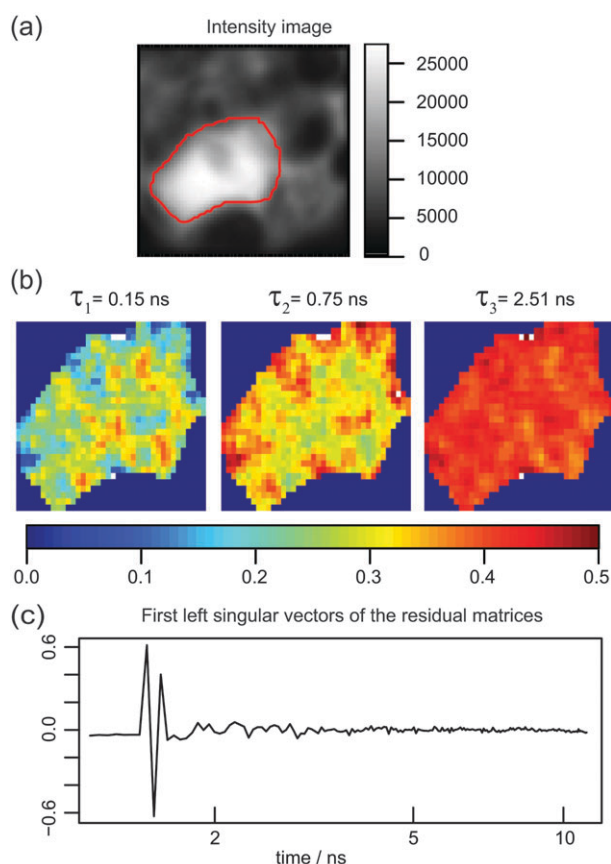 (a)
Intensity image
25000
20000
15000
10000
5000
0
(b)
τ1 = 0.15 ns
τ2 = 0.75 ns
τ3 = 2.51 ns
0.0 0.1 0.2 0.3 0.4 0.5
(c)
First left singular vectors of the residual matrices
0.6
0.0
-0.6
2 5 10
time / ns